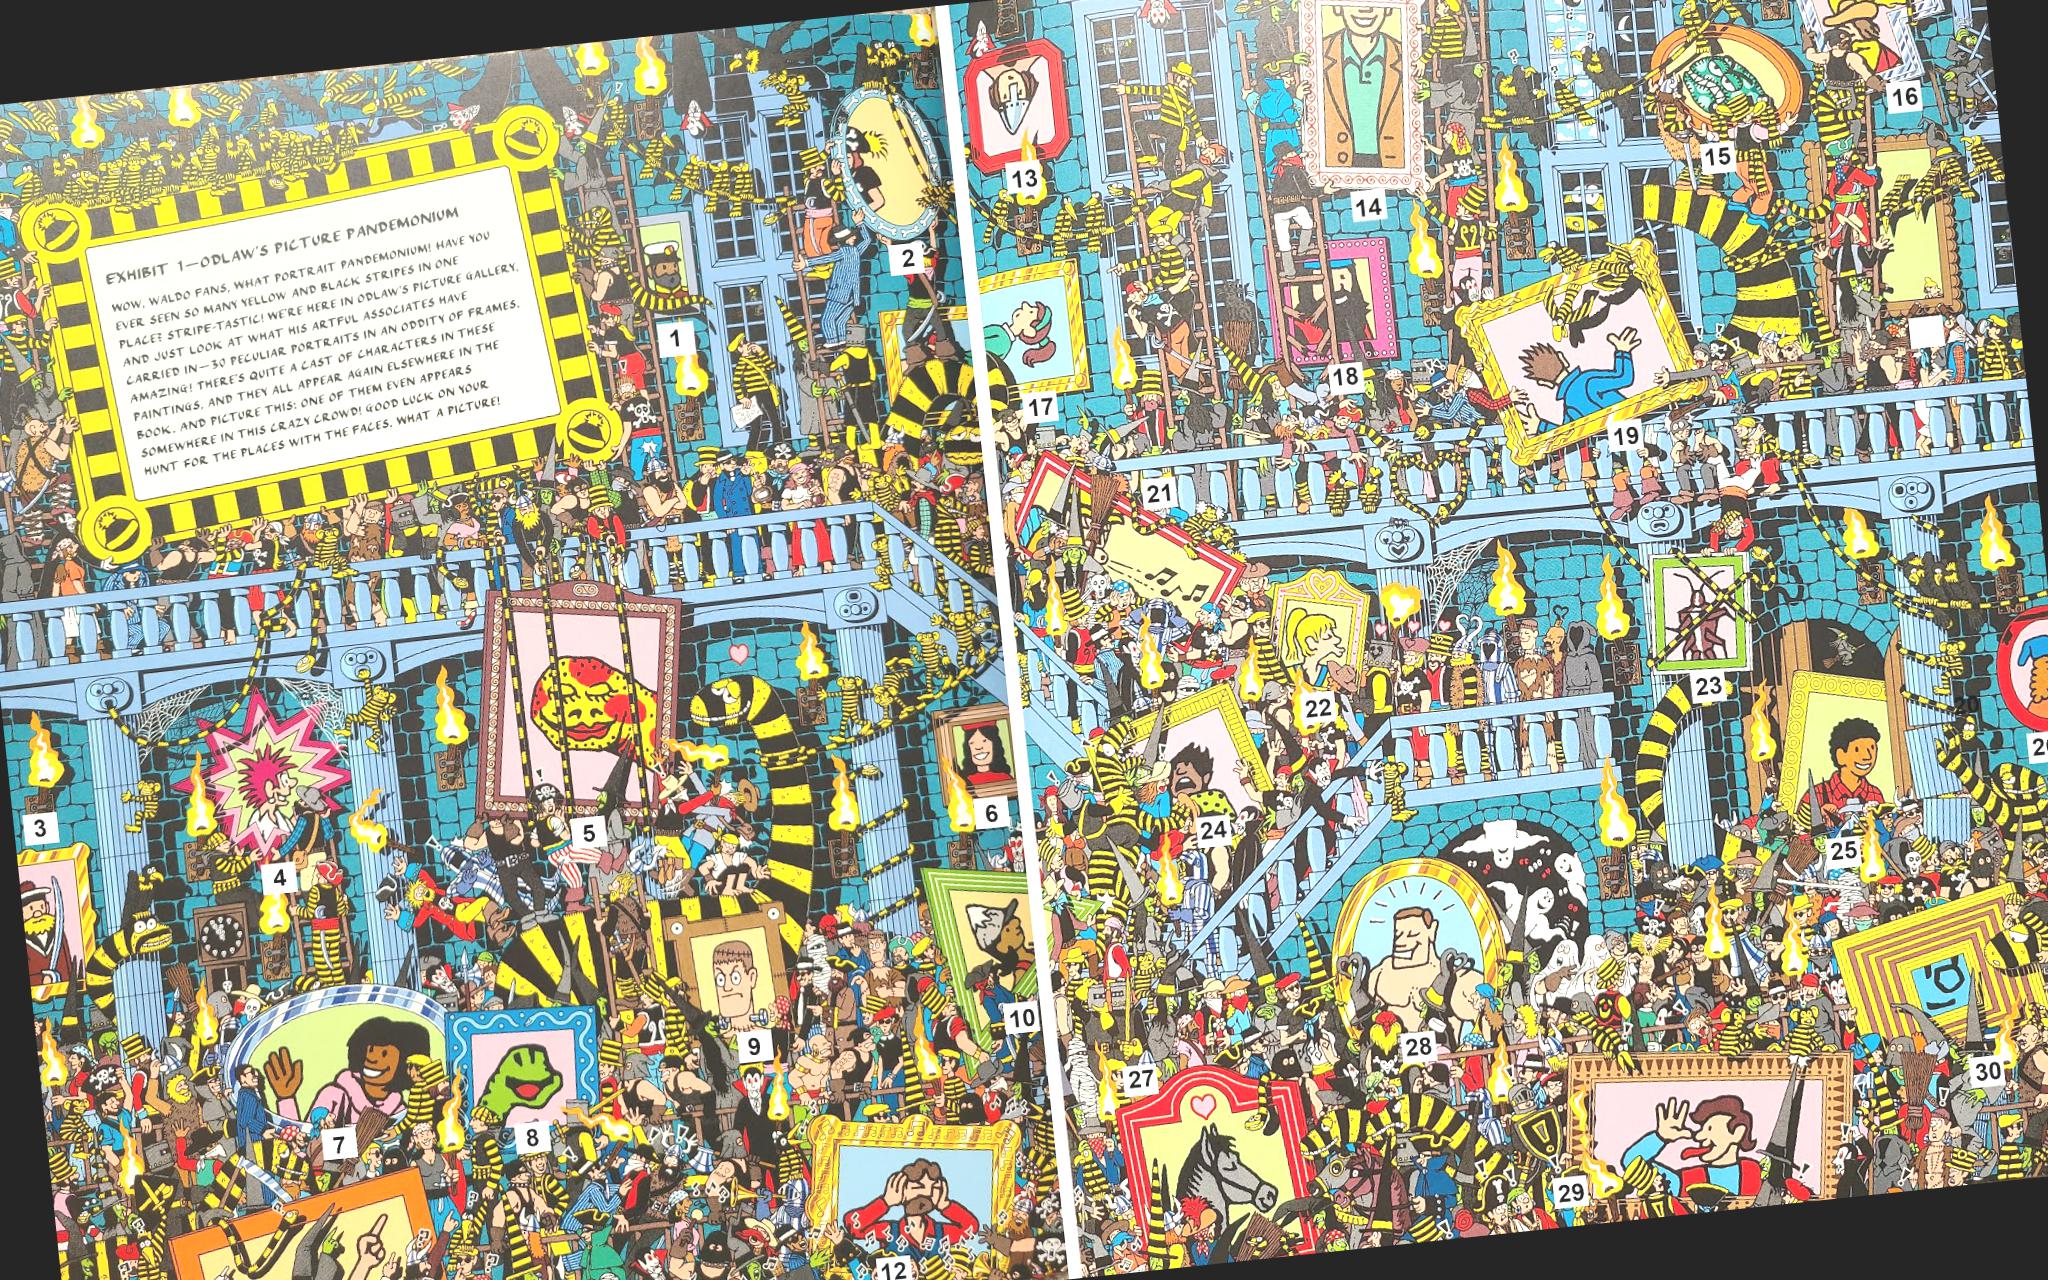 EXHIBIT 1—ODLAW'S PICTURE PANDEMONIUM
WOW, WALDO FANS, WHAT PORTRAIT PANDEMONIUM! HAVE YOU
EVER SEEN SO MANY YELLOW AND BLACK STRIPES IN ONE
PLACE? STRIPE-TASTIC! WE'RE HERE IN ODLAW'S PICTURE GALLERY,
AND JUST LOOK AT WHAT HIS ARTFUL ASSOCIATES HAVE
CARRIED IN—30 PECULIAR PORTRAITS IN AN ODDITY OF FRAMES.
AMAZING! THERE'S QUITE A CAST OF CHARACTERS IN THESE
PAINTINGS, AND THEY ALL APPEAR AGAIN ELSEWHERE IN THE
BOOK. AND PICTURE THIS: ONE OF THEM EVEN APPEARS
SOMEWHERE IN THIS CRAZY CROWD! GOOD LUCK ON YOUR
HUNT FOR THE PLACES WITH THE FACES. WHAT A PICTURE!
1
2
3
4
5
6
7
8
9
10
12
13
14
15
16
17
18
19
21
22
23
20
24
25
27
28
29
30